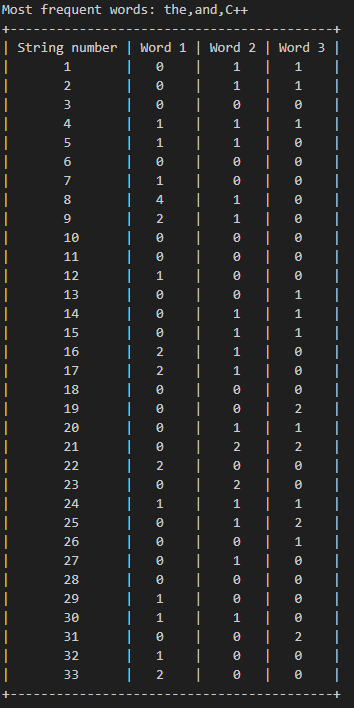 Most frequent words: the,and,C++
+------------------------------------------+
| String number | Word 1 | Word 2 | Word 3 |
| 1 | 0 | 1 | 1 |
| 2 | 0 | 1 | 1 |
| 3 | 0 | 0 | 0 |
| 4 | 1 | 1 | 1 |
| 5 | 1 | 1 | 0 |
| 6 | 0 | 0 | 0 |
| 7 | 1 | 0 | 0 |
| 8 | 4 | 1 | 0 |
| 9 | 2 | 1 | 0 |
| 10 | 0 | 0 | 0 |
| 11 | 0 | 0 | 0 |
| 12 | 1 | 0 | 0 |
| 13 | 0 | 0 | 1 |
| 14 | 0 | 1 | 1 |
| 15 | 0 | 1 | 1 |
| 16 | 2 | 1 | 0 |
| 17 | 2 | 1 | 0 |
| 18 | 0 | 0 | 0 |
| 19 | 0 | 0 | 2 |
| 20 | 0 | 1 | 1 |
| 21 | 0 | 2 | 2 |
| 22 | 2 | 0 | 0 |
| 23 | 0 | 2 | 0 |
| 24 | 1 | 1 | 1 |
| 25 | 0 | 1 | 2 |
| 26 | 0 | 0 | 1 |
| 27 | 0 | 1 | 0 |
| 28 | 0 | 0 | 0 |
| 29 | 1 | 0 | 0 |
| 30 | 1 | 1 | 0 |
| 31 | 0 | 0 | 2 |
| 32 | 1 | 0 | 0 |
| 33 | 2 | 0 | 0 |
+------------------------------------------+